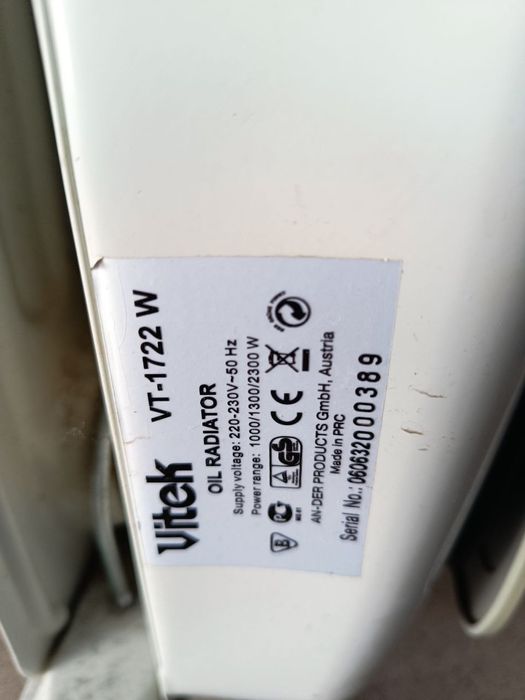 Vitek VT-1722 W
OIL RADIATOR
Supply voltage: 220-230V~50 Hz
Power range: 1000/1300/2300 W
CE
AN-DER PRODUCTS GmbH, Austria
Made in PRC
Serial No.: 060632000389